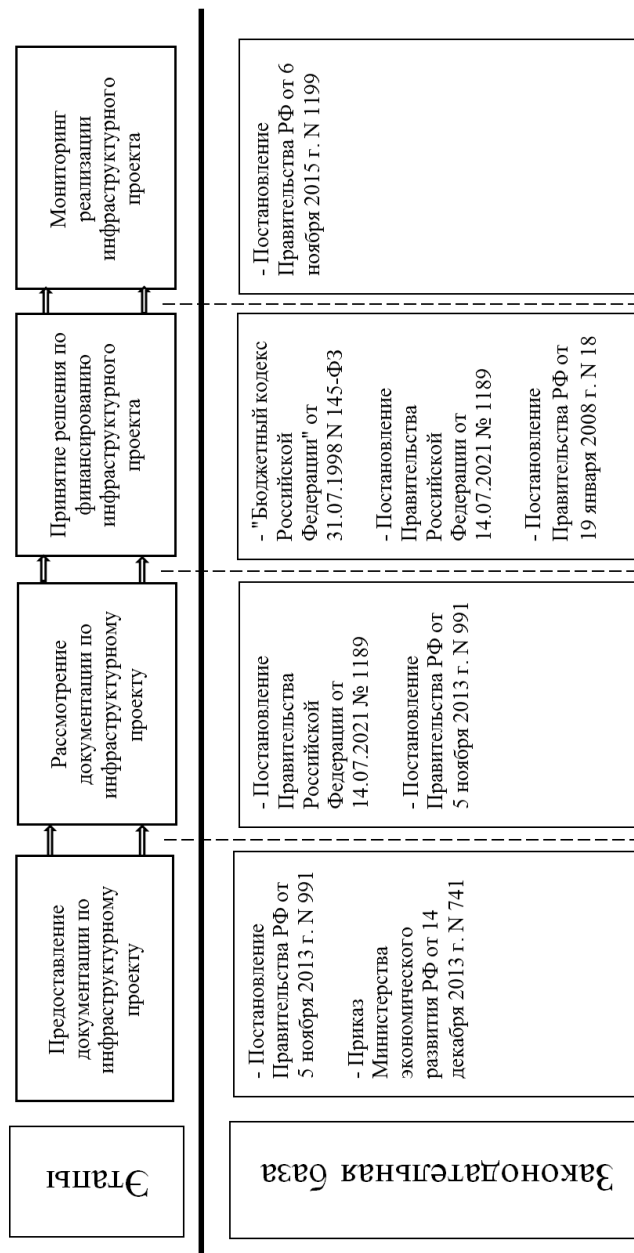 Этапы
Предоставление
документации по
инфраструктурному
проекту
Рассмотрение
документации по
инфраструктурному
проекту
Принятие решения по
финансированию
инфраструктурного
проекта
Мониторинг
реализации
инфраструктурного
проекта
Законодательная база
- Постановление
Правительства РФ от
5 ноября 2013 г. N 991
- Приказ
Министерства
экономического
развития РФ от 14
декабря 2013 г. N 741
- Постановление
Правительства
Российской
Федерации от
14.07.2021 № 1189
- Постановление
Правительства РФ от
5 ноября 2013 г. N 991
- "Бюджетный кодекс
Российской
Федерации" от
31.07.1998 N 145-ФЗ
- Постановление
Правительства
Российской
Федерации от
14.07.2021 № 1189
- Постановление
Правительства РФ от
19 января 2008 г. N 18
- Постановление
Правительства РФ от 6
ноября 2015 г. N 1199